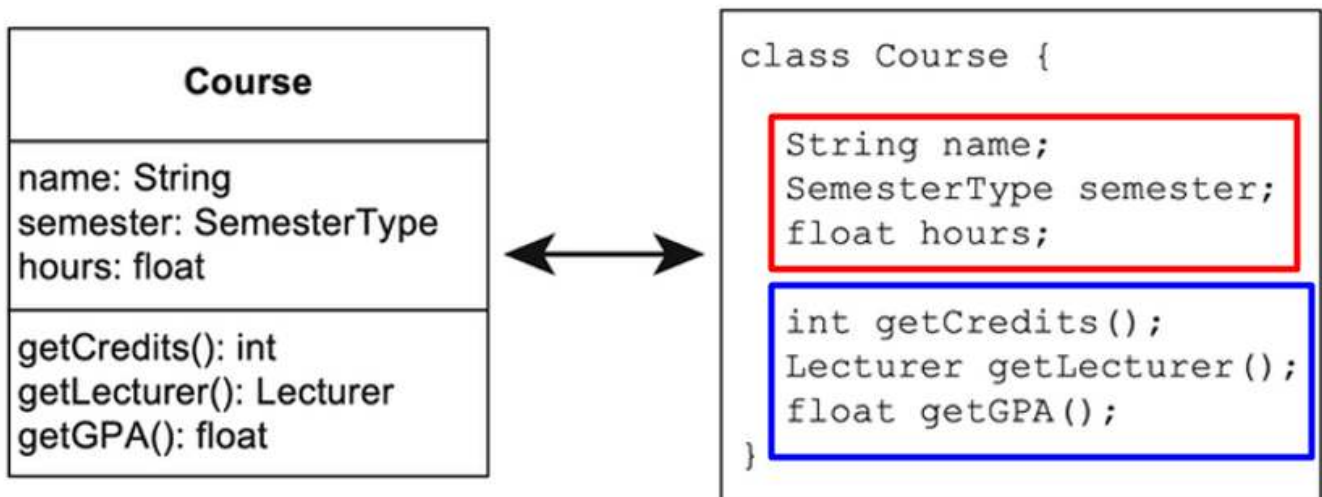 Course
name: String
semester: SemesterType
hours: float
getCredits(): int
getLecturer(): Lecturer
getGPA(): float
class Course {
String name;
SemesterType semester;
float hours;
int getCredits();
Lecturer getLecturer();
float getGPA();
}